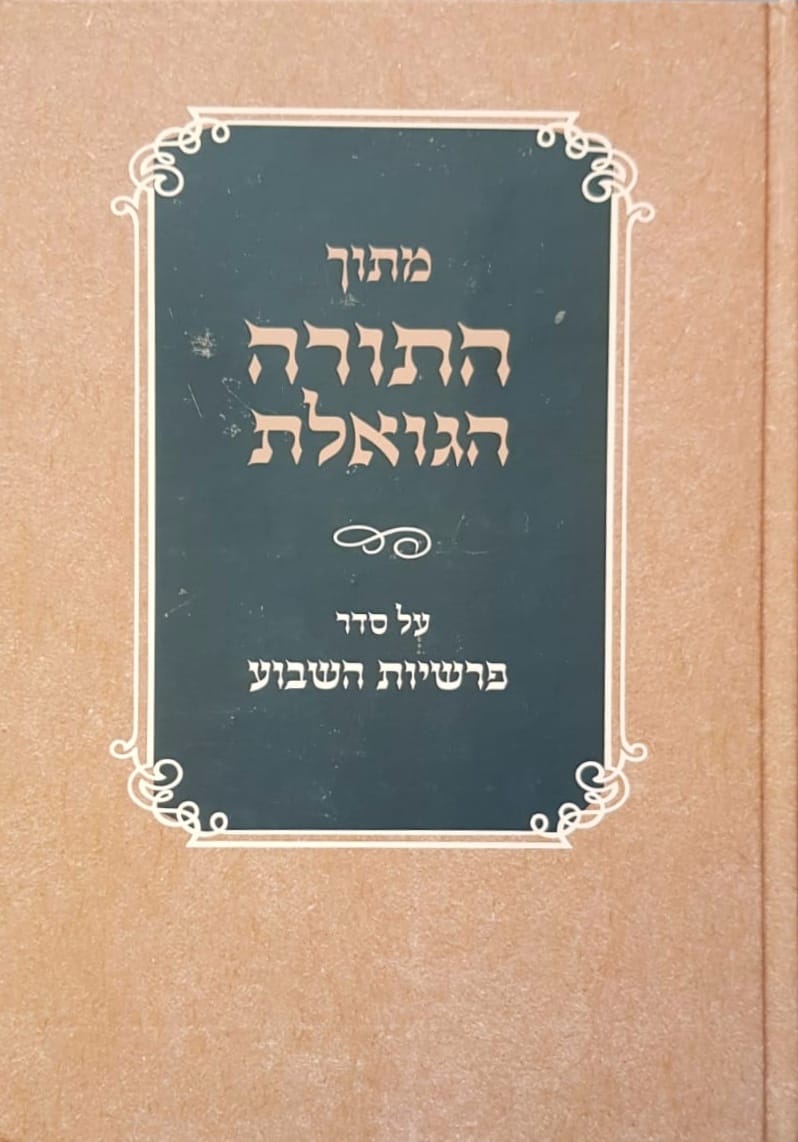 מתוך
התורה
הגואלת
על סדר
פרשיות השבוע